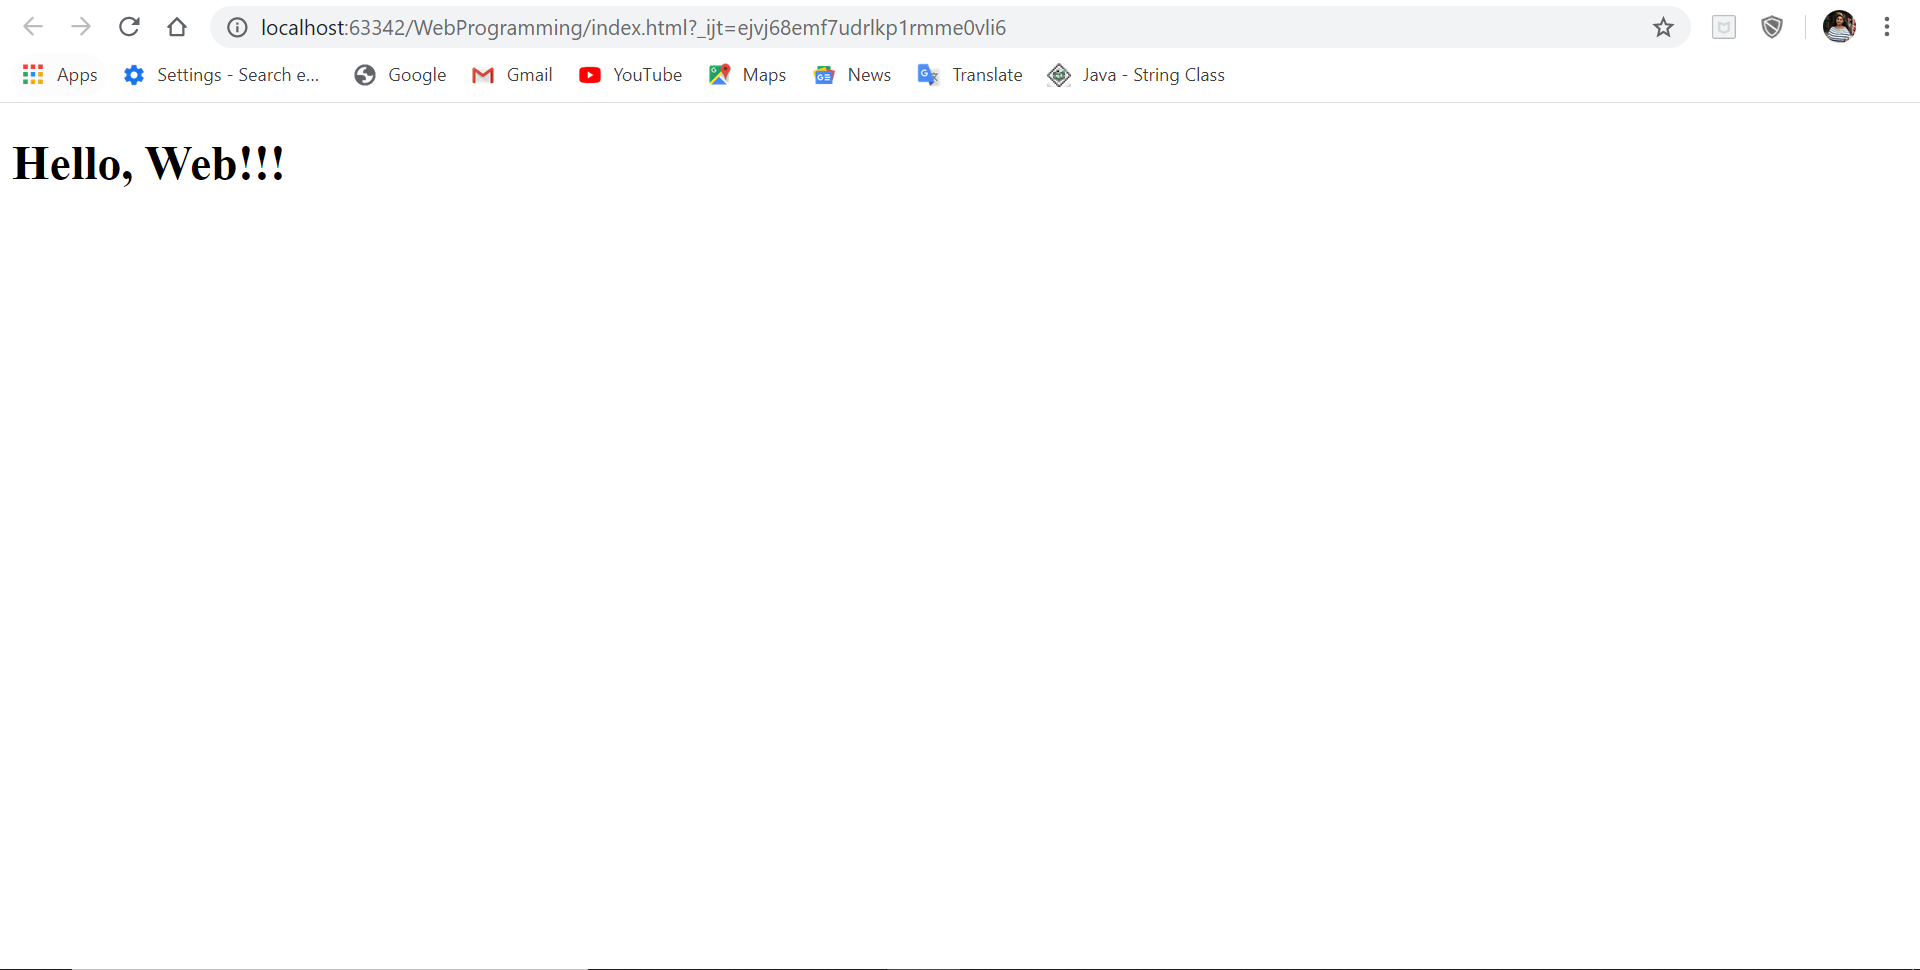 localhost:63342/WebProgramming/index.html?_ijt=ejvj68emf7udrlkp1rmme0vli6
Apps Settings - Search e... Google Gmail YouTube Maps News Translate Java - String Class
Hello, Web!!!